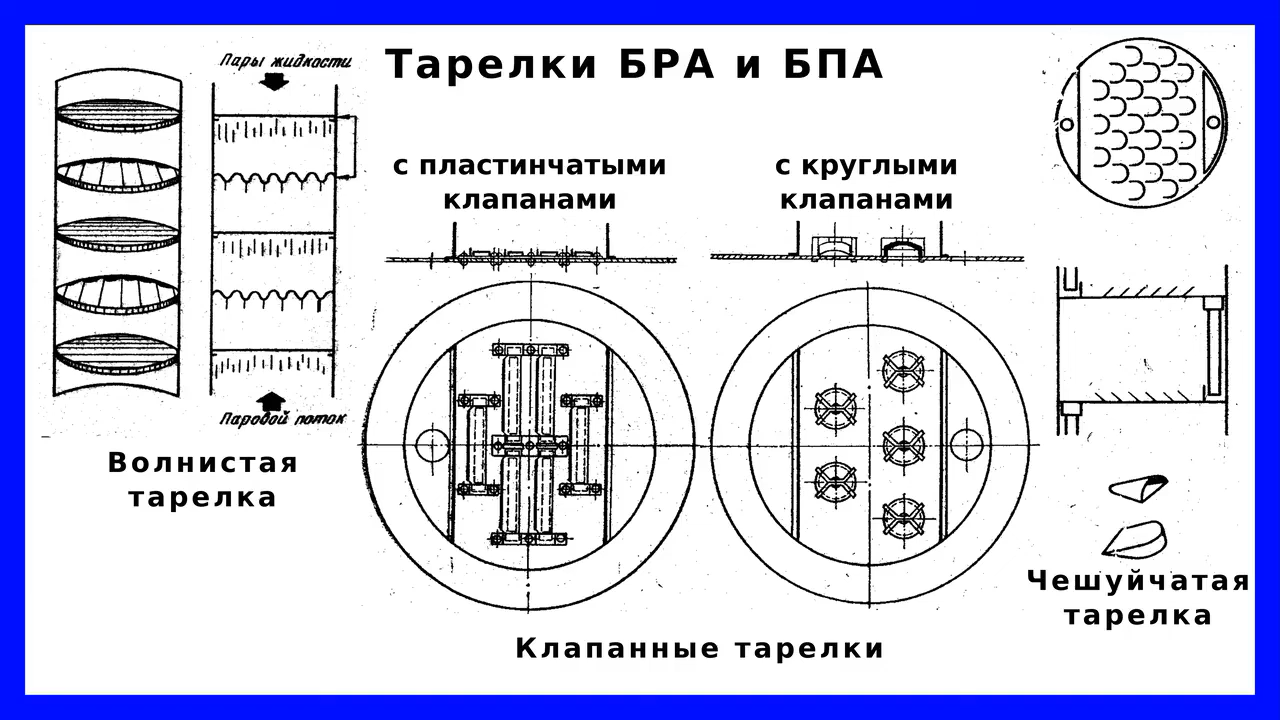 Тарелки БРА и БПА
Пары жидкости
с пластинчатыми
клапанами
с круглыми
клапанами
Паровой поток
Волнистая
тарелка
Чешуйчатая
тарелка
Клапанные тарелки